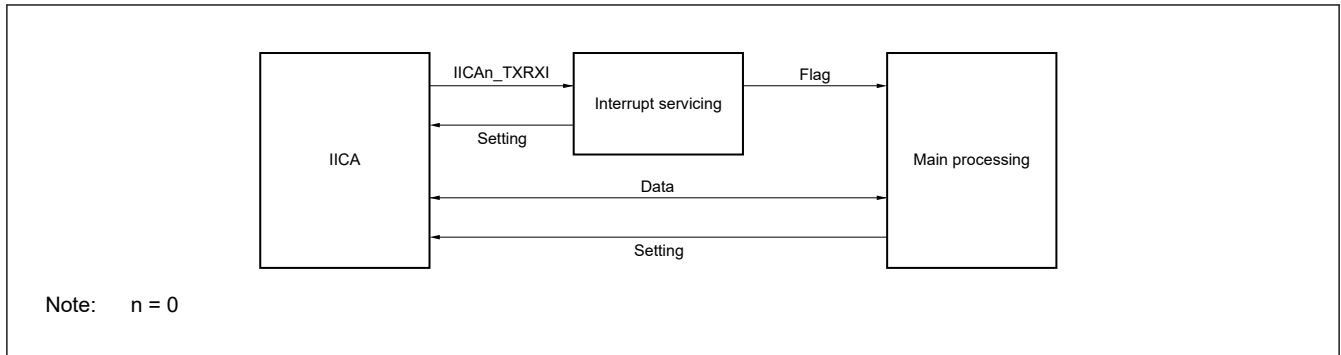 IICAn_TXRXI
Flag
Interrupt servicing
Setting
IICA
Main processing
Data
Setting
Note: n = 0